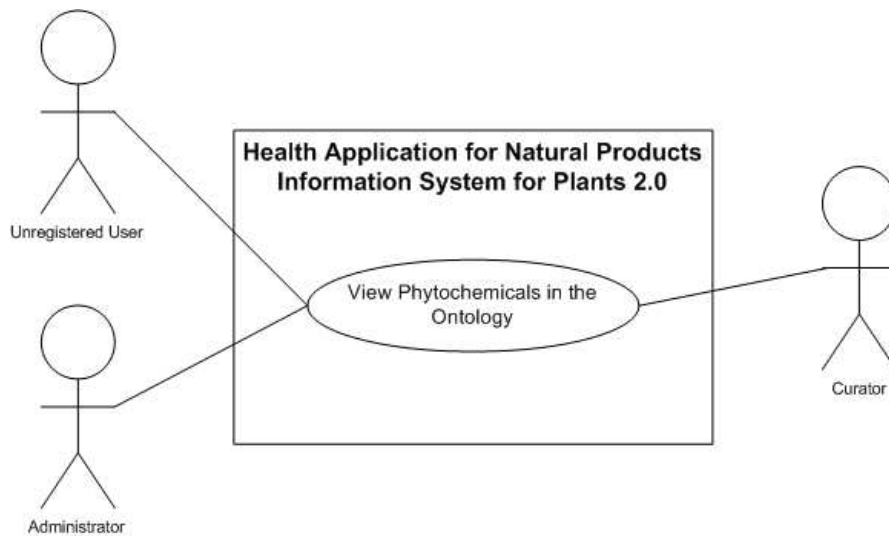 Health Application for Natural Products
Information System for Plants 2.0
Unregistered User
View Phytochemicals in the
Ontology
Curator
Administrator